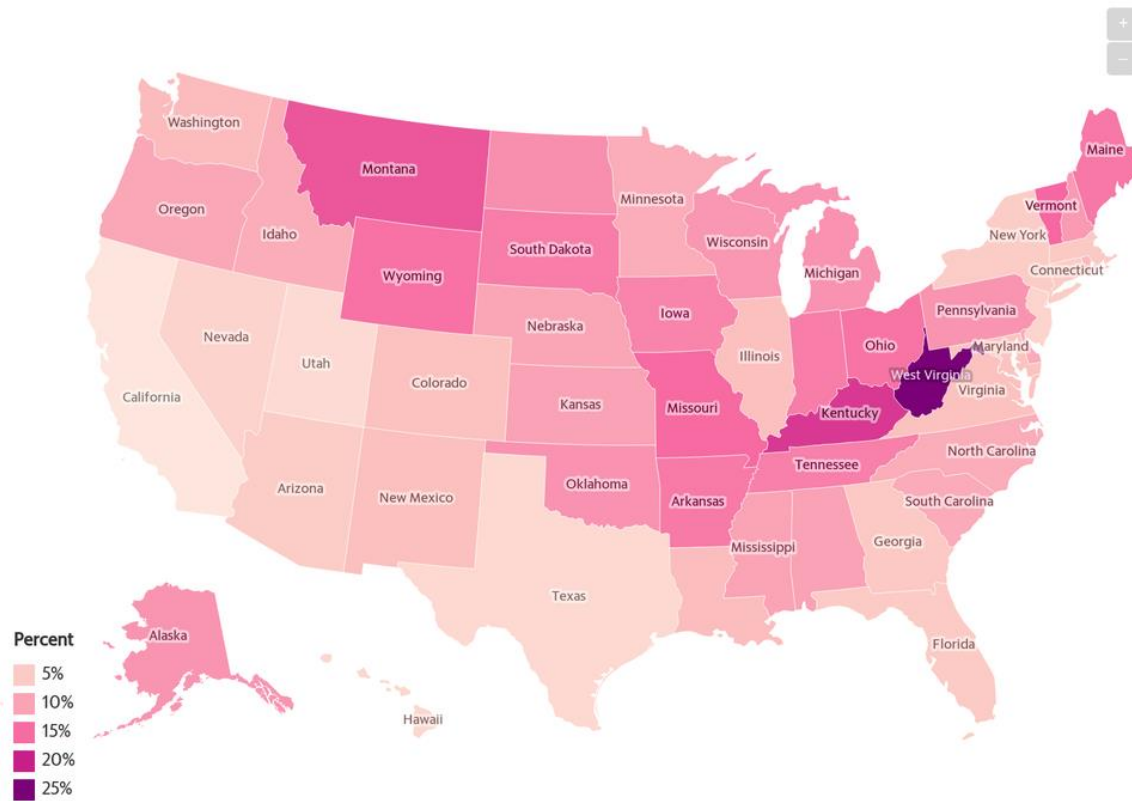 +
−
Washington
Montana
Maine
Minnesota
Vermont
Oregon
Idaho
New York
South Dakota
Wisconsin
Michigan
Connecticut
Wyoming
Iowa
Pennsylvania
Nebraska
Nevada
Ohio
Maryland
Illinois
Utah
West Virginia
Colorado
Virginia
California
Kansas
Missouri
Kentucky
North Carolina
Tennessee
Oklahoma
Arizona
New Mexico
Arkansas
South Carolina
Mississippi
Georgia
Texas
Alaska
Florida
Hawaii
Percent
5%
10%
15%
20%
25%